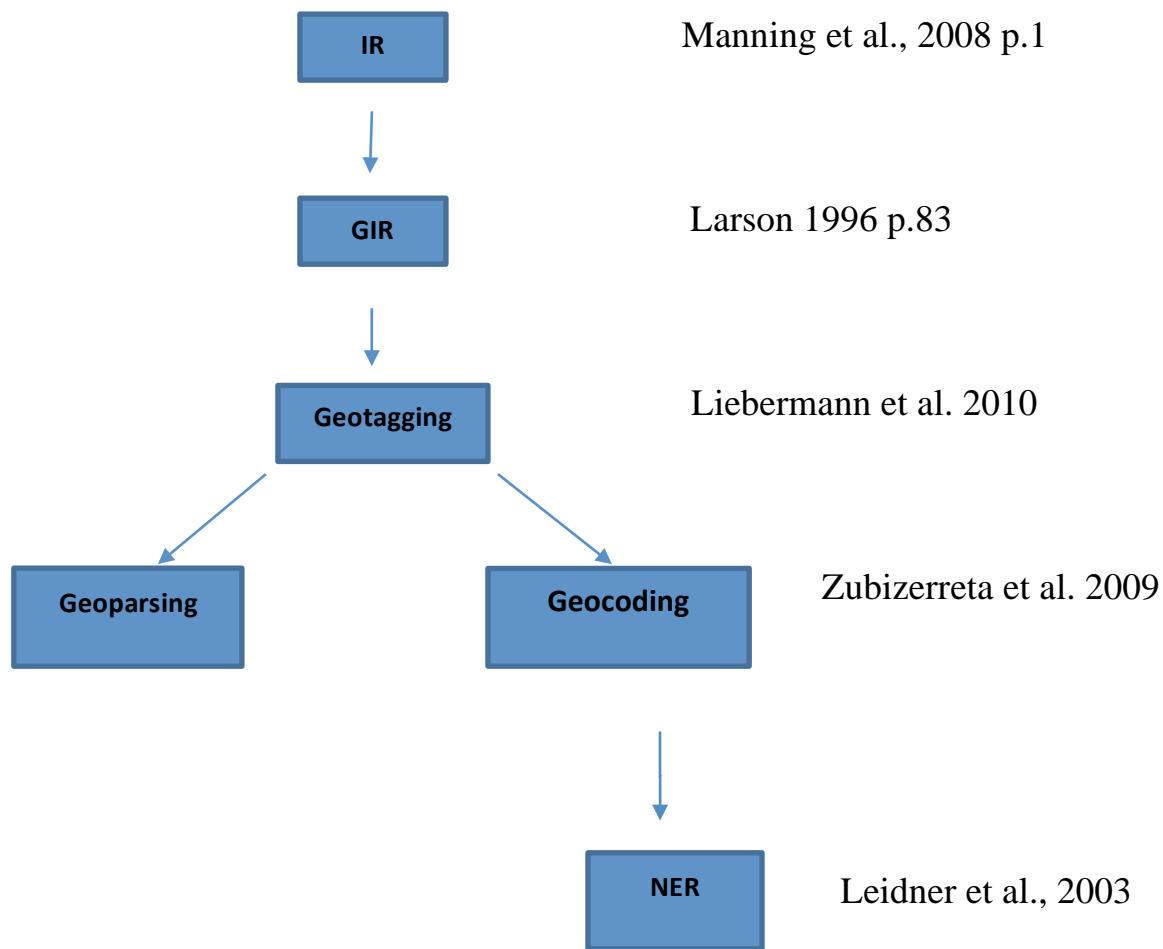 IR
Manning et al., 2008 p.1
GIR
Larson 1996 p.83
Geotagging
Liebermann et al. 2010
Geoparsing
Geocoding
Zubizerreta et al. 2009
NER
Leidner et al., 2003